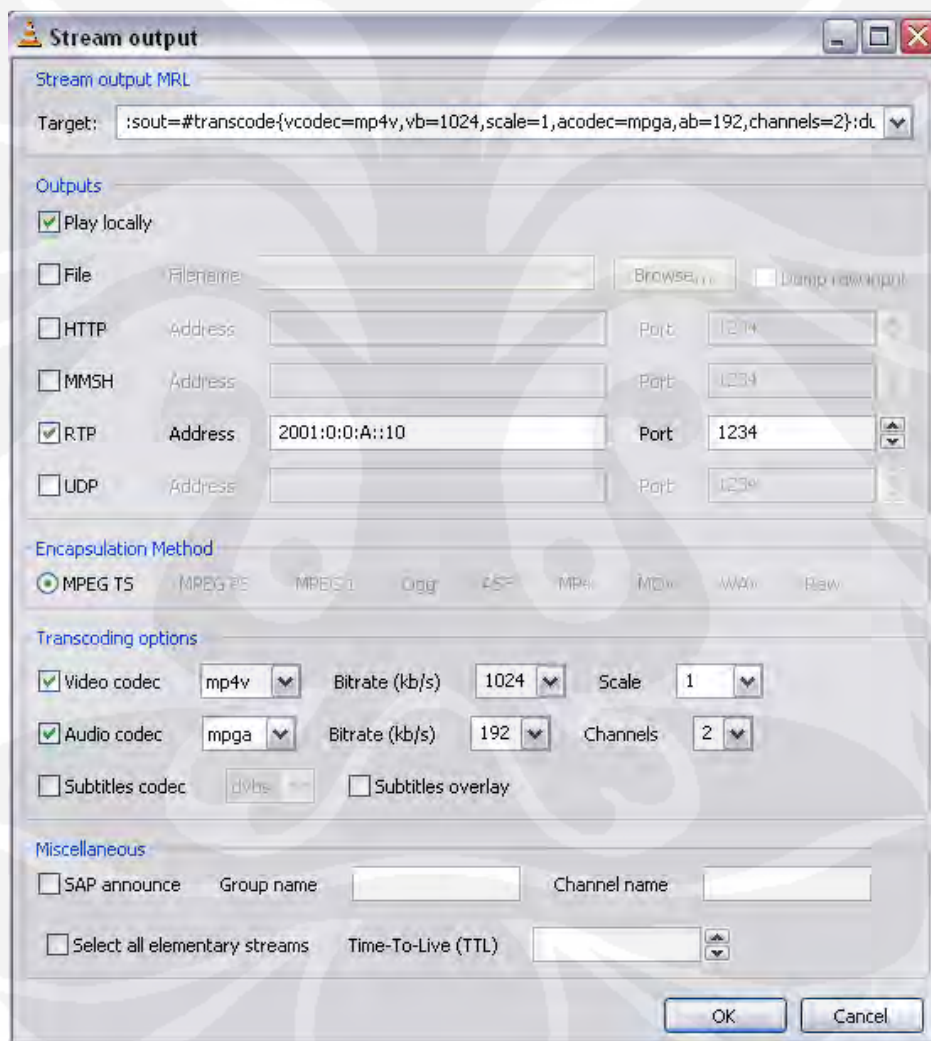 Stream output
Stream output MRL
Target: :sout=#transcode{vcodec=mp4v,vb=1024,scale=1,acodec=mpga,ab=192,channels=2}:du
Outputs
Play locally
File Filename Browse... Dump raw input
HTTP Address Port 1234
MMSH Address Port 1234
RTP Address 2001:0:0:A::10 Port 1234
UDP Address Port 1234
Encapsulation Method
MPEG TS MPEG PS MPEG 1 Ogg ASF MP4 MOV WAV Raw
Transcoding options
Video codec mp4v Bitrate (kb/s) 1024 Scale 1
Audio codec mpga Bitrate (kb/s) 192 Channels 2
Subtitles codec dvbs Subtitles overlay
Miscellaneous
SAP announce Group name Channel name
Select all elementary streams Time-To-Live (TTL)
OK Cancel